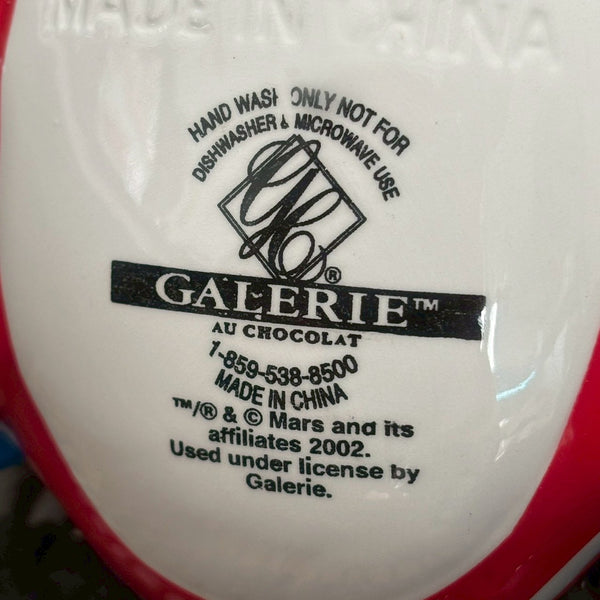 MADE IN CHINA
HAND WASH ONLY NOT FOR
DISHWASHER & MICROWAVE USE
GC®
GALERIE™
AU CHOCOLAT
1-859-538-8500
MADE IN CHINA
™/® & © Mars and its
affiliates 2002.
Used under license by
Galerie.